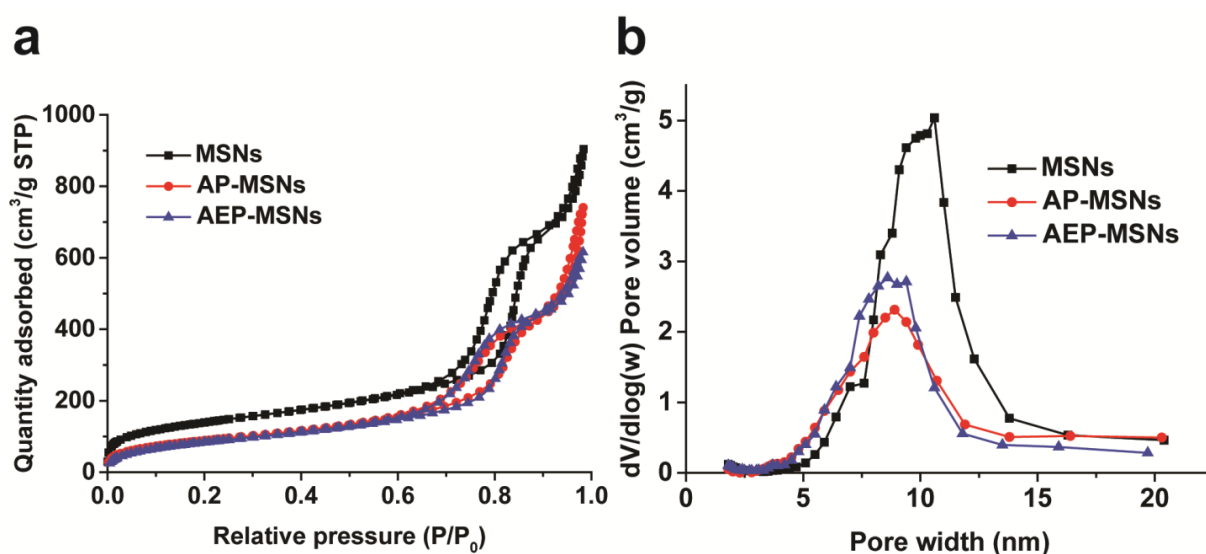 a
Quantity adsorbed (cm³/g STP)
1000
800
600
400
200
0
MSNs
AP-MSNs
AEP-MSNs
0.0 0.2 0.4 0.6 0.8 1.0
Relative pressure (P/P₀)
b
dV/dlog(w) Pore volume (cm³/g)
5
4
3
2
1
0
MSNs
AP-MSNs
AEP-MSNs
0 5 10 15 20
Pore width (nm)